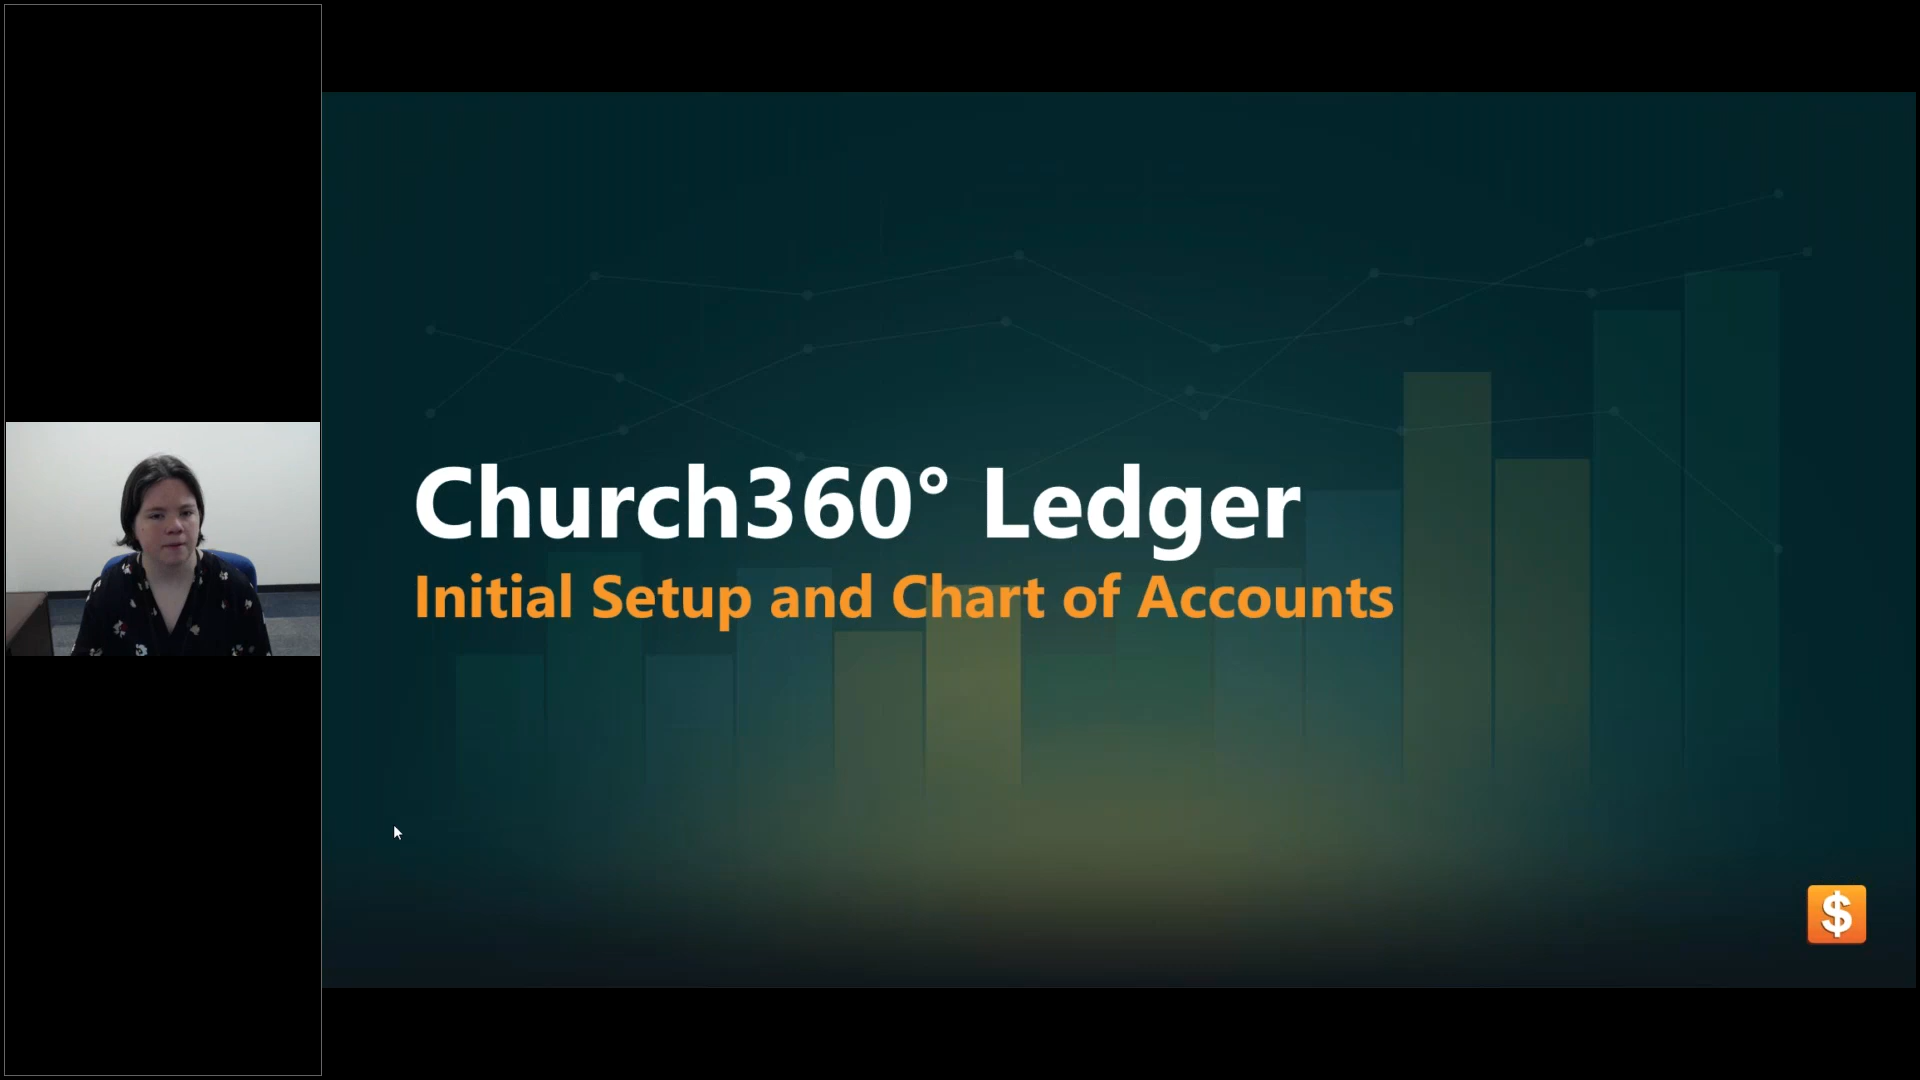 Church360° Ledger
Initial Setup and Chart of Accounts
$